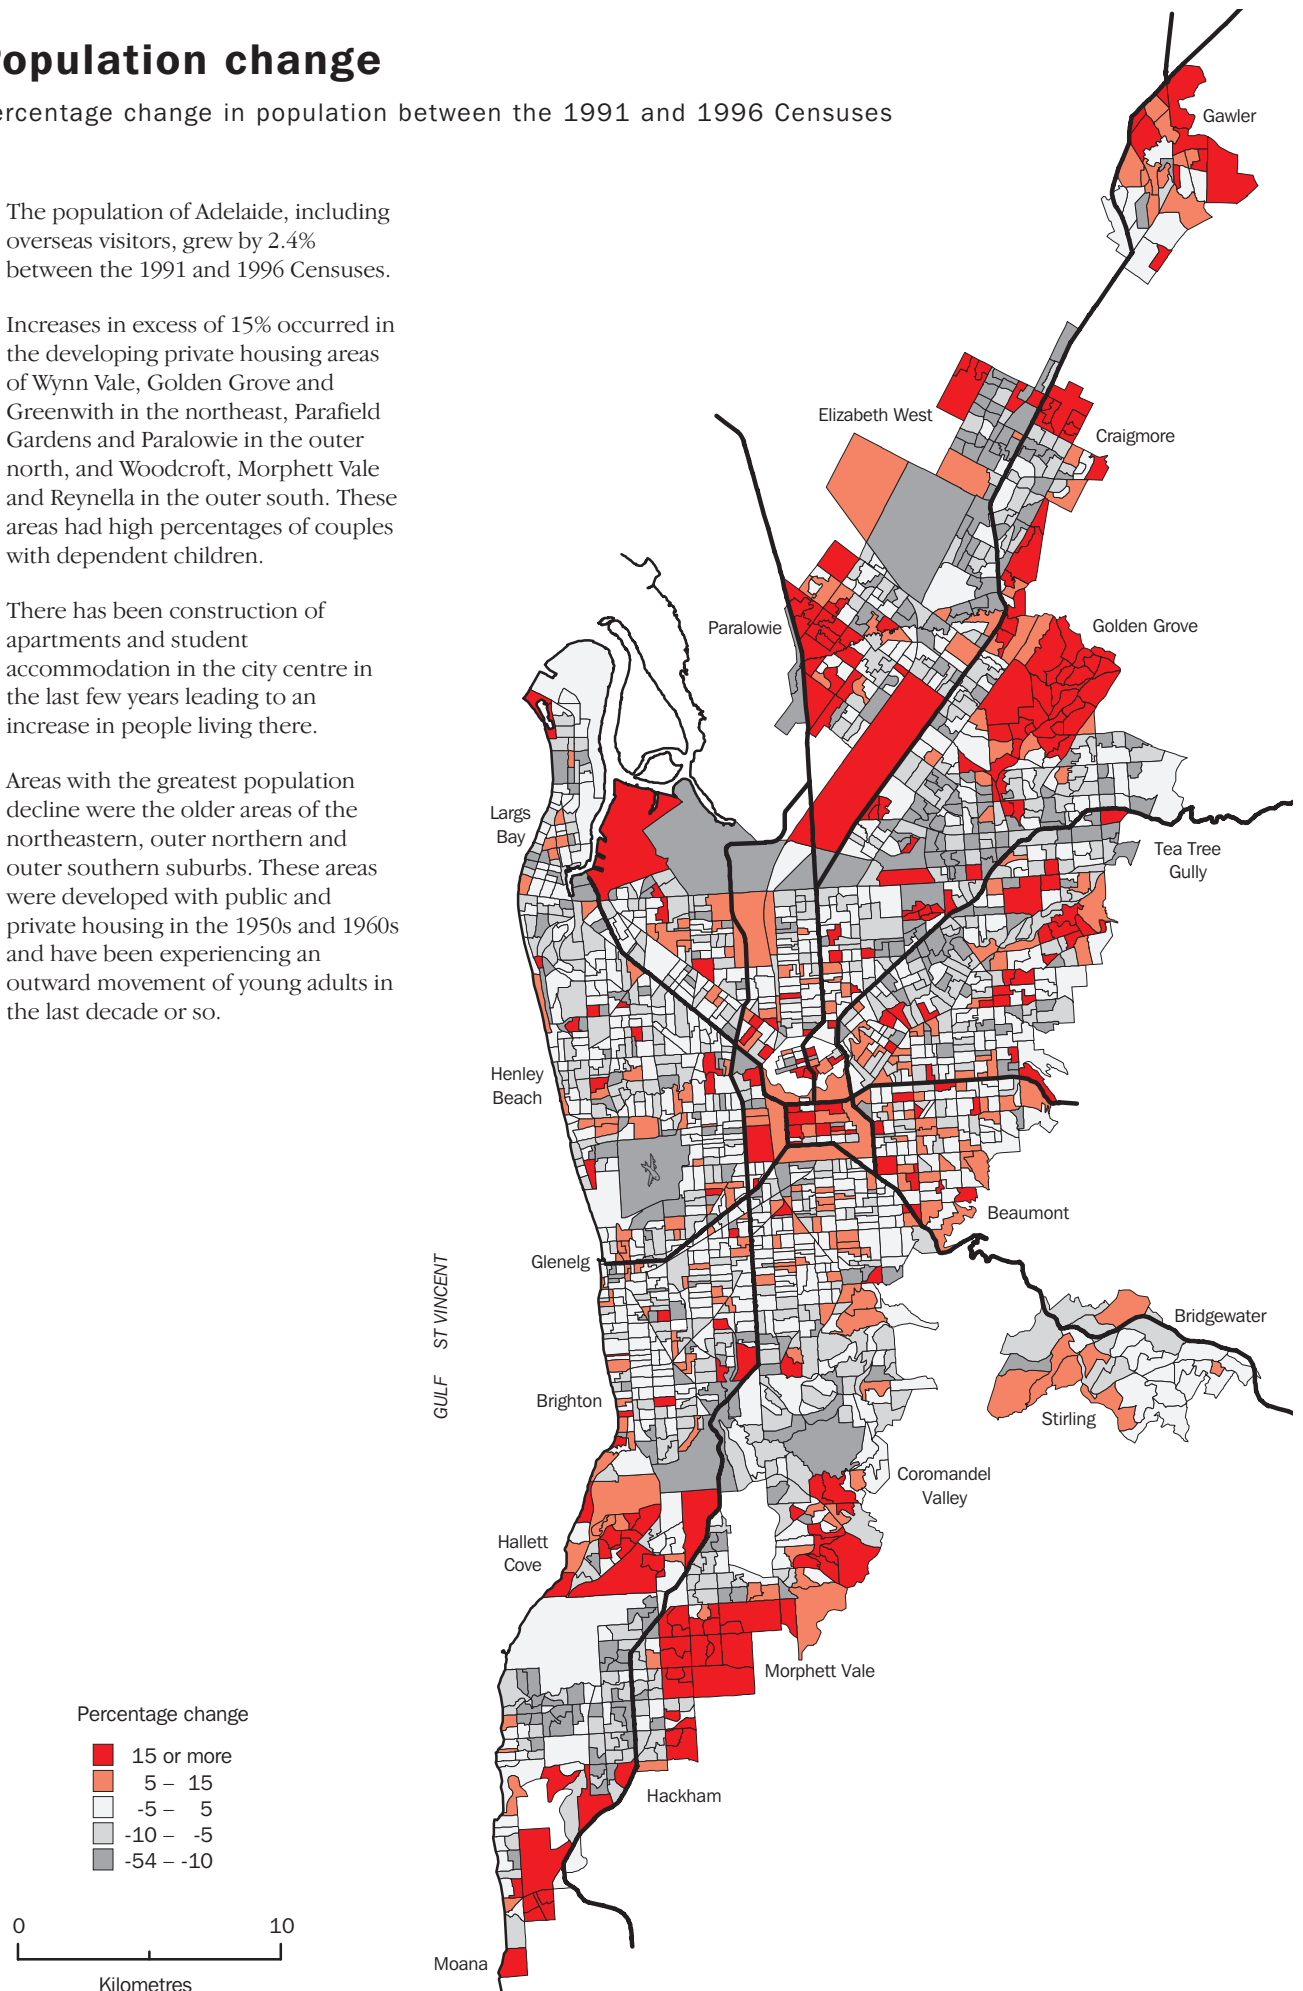 opulation change
ercentage change in population between the 1991 and 1996 Censuses
The population of Adelaide, including
overseas visitors, grew by 2.4%
between the 1991 and 1996 Censuses.
Increases in excess of 15% occurred in
the developing private housing areas
of Wynn Vale, Golden Grove and
Greenwith in the northeast, Parafield
Gardens and Paralowie in the outer
north, and Woodcroft, Morphett Vale
and Reynella in the outer south. These
areas had high percentages of couples
with dependent children.
There has been construction of
apartments and student
accommodation in the city centre in
the last few years leading to an
increase in people living there.
Areas with the greatest population
decline were the older areas of the
northeastern, outer northern and
outer southern suburbs. These areas
were developed with public and
private housing in the 1950s and 1960s
and have been experiencing an
outward movement of young adults in
the last decade or so.
Gawler
Elizabeth West
Craigmore
Paralowie
Golden Grove
Largs
Bay
Tea Tree
Gully
Henley
Beach
Beaumont
Glenelg
GULF ST VINCENT
Bridgewater
Brighton
Stirling
Coromandel
Valley
Hallett
Cove
Morphett Vale
Hackham
Moana
Percentage change
15 or more
5 – 15
-5 – 5
-10 – -5
-54 – -10
0 10
Kilometres